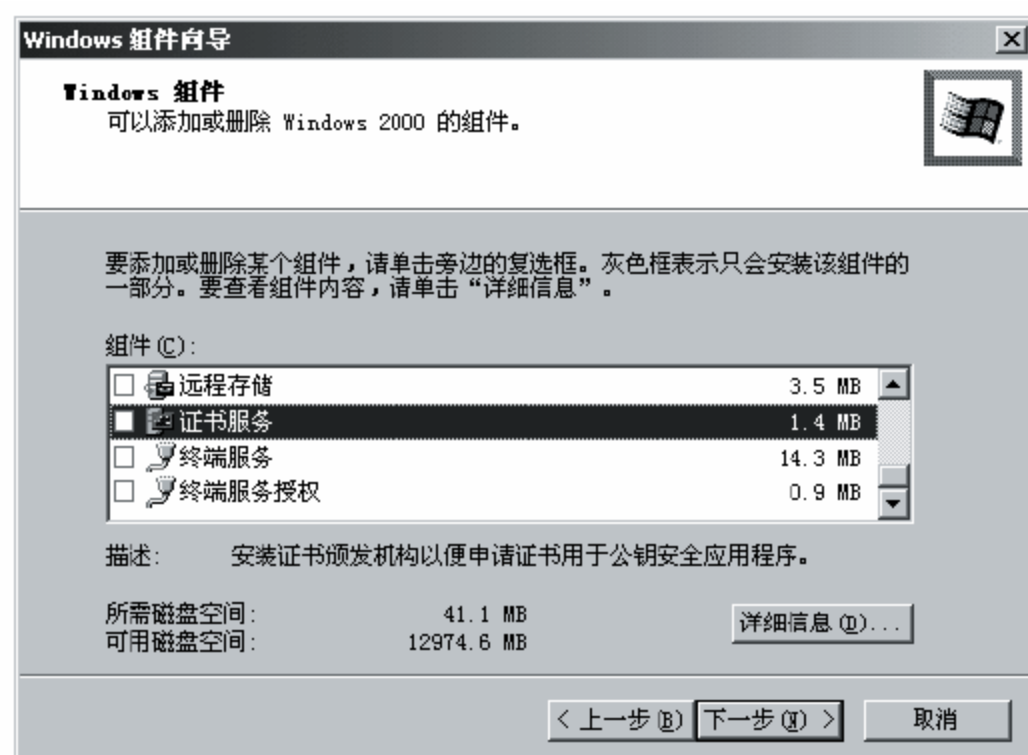 Windows 组件向导
Windows 组件
可以添加或删除 Windows 2000 的组件。
要添加或删除某个组件，请单击旁边的复选框。灰色框表示只会安装该组件的
一部分。要查看组件内容，请单击“详细信息”。
组件(C):
远程存储 3.5 MB
证书服务 1.4 MB
终端服务 14.3 MB
终端服务授权 0.9 MB
描述: 安装证书颁发机构以便申请证书用于公钥安全应用程序。
所需磁盘空间: 41.1 MB
可用磁盘空间: 12974.6 MB
详细信息(D)...
< 上一步(B) 下一步(N) > 取消